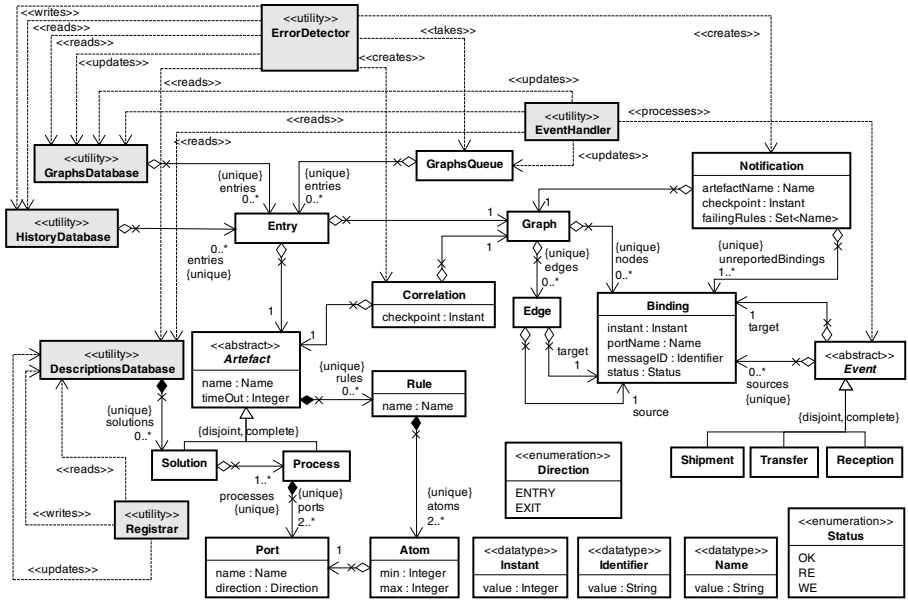 <<writes>>
<<reads>>
<<reads>>
<<updates>>
<<reads>>
<<utility>>
ErrorDetector
<<takes>>
<<creates>>
<<creates>>
<<updates>>
<<utility>>
EventHandler
<<processes>>
<<reads>>
<<reads>>
<<updates>>
<<utility>>
GraphsDatabase
{unique}
entries
0..*
{unique}
entries
0..*
GraphsQueue
Notification
artefactName : Name
checkpoint : Instant
failingRules : Set<Name>
<<utility>>
HistoryDatabase
0..*
entries
{unique}
Entry
1
Graph
1
1
{unique}
edges
0..*
{unique}
nodes
0..*
{unique}
unreportedBindings
1..*
Correlation
checkpoint : Instant
1
1
Edge
target
1
1
source
Binding
instant : Instant
portName : Name
messageID : Identifier
status : Status
1
target
0..*
sources
{unique}
<<abstract>>
Event
{disjoint, complete}
Shipment
Transfer
Reception
<<utility>>
DescriptionsDatabase
<<abstract>>
Artefact
name : Name
timeOut : Integer
{unique}
rules
0..*
Rule
name : Name
{unique}
solutions
0..*
{disjoint, complete}
Solution
1..*
processes
{unique}
Process
{unique}
ports
2..*
{unique}
atoms
2..*
<<reads>>
<<writes>>
<<updates>>
<<utility>>
Registrar
Port
name : Name
direction : Direction
1
Atom
min : Integer
max : Integer
<<enumeration>>
Direction
ENTRY
EXIT
<<datatype>>
Instant
value : Integer
<<datatype>>
Identifier
value : String
<<datatype>>
Name
value : String
<<enumeration>>
Status
OK
RE
WE